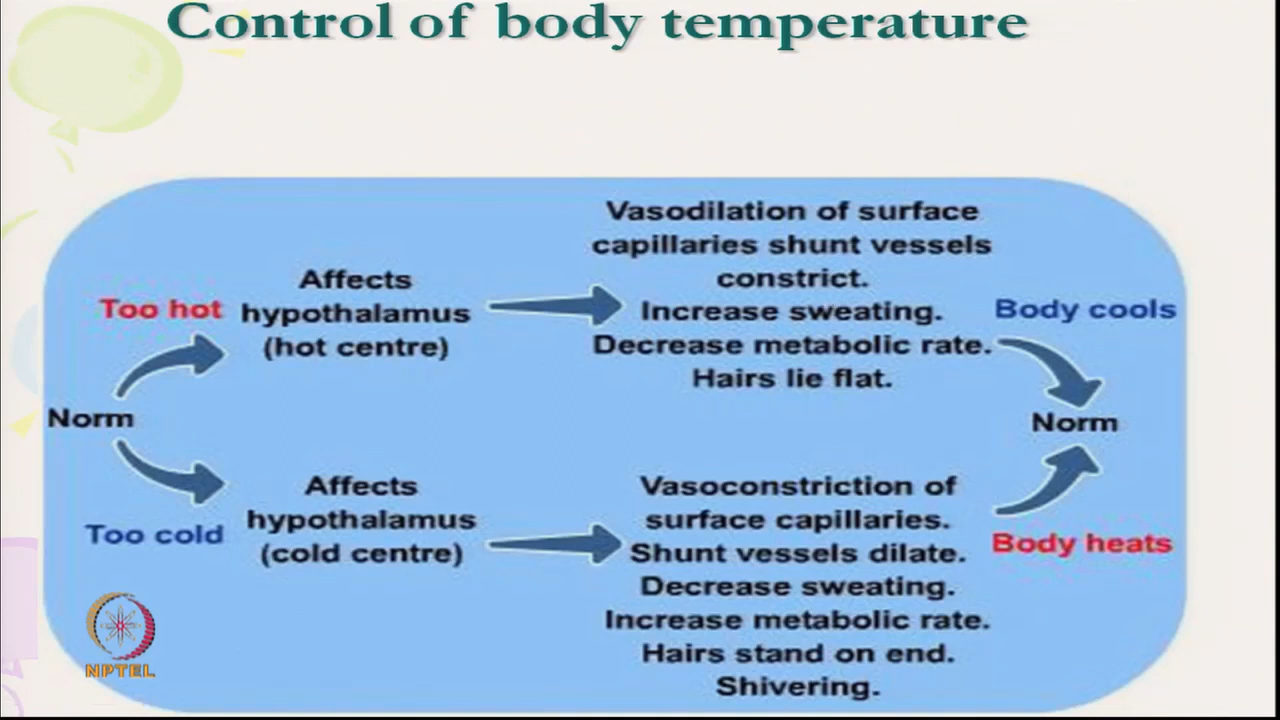 Control of body temperature
Too hot
Affects
hypothalamus
(hot centre)
Vasodilation of surface
capillaries shunt vessels
constrict.
Increase sweating.
Decrease metabolic rate.
Hairs lie flat.
Body cools
Norm
Norm
Too cold
Affects
hypothalamus
(cold centre)
Vasoconstriction of
surface capillaries.
Shunt vessels dilate.
Decrease sweating.
Increase metabolic rate.
Hairs stand on end.
Shivering.
Body heats
NPTEL